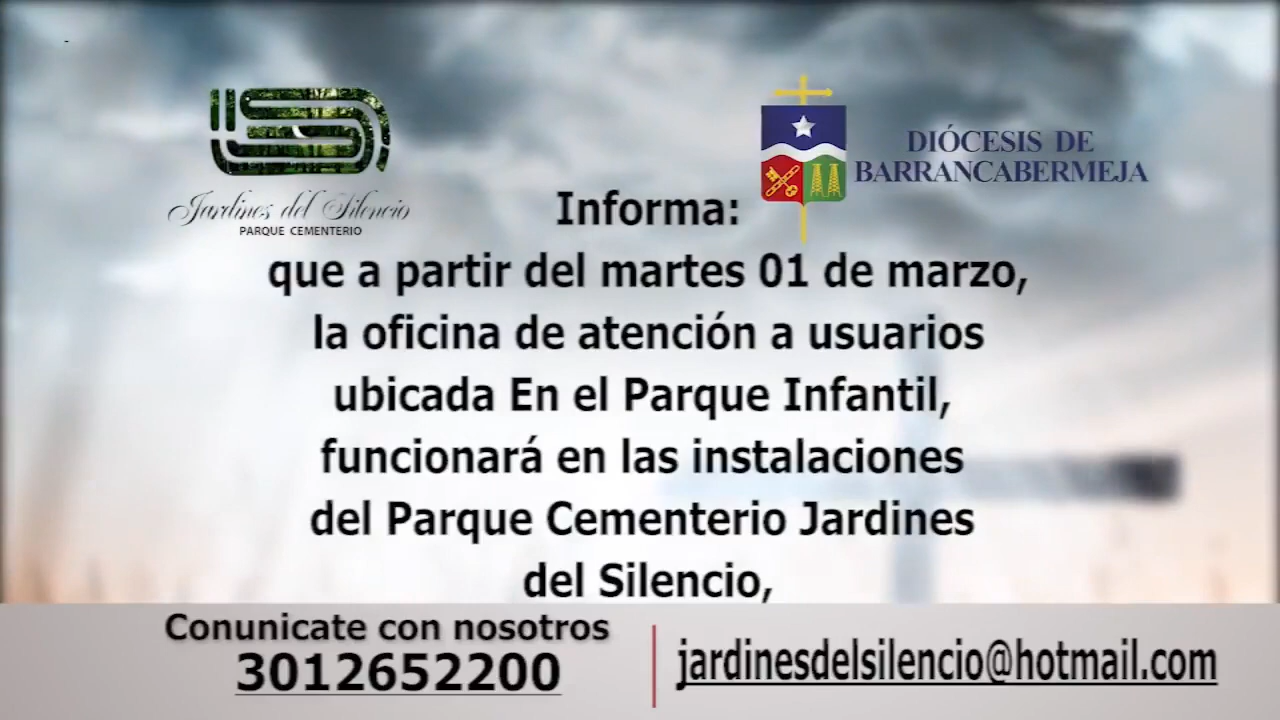 Jardines del Silencio
PARQUE CEMENTERIO
DIÓCESIS DE
BARRANCABERMEJA
Informa:
que a partir del martes 01 de marzo,
la oficina de atención a usuarios
ubicada En el Parque Infantil,
funcionará en las instalaciones
del Parque Cementerio Jardines
del Silencio,
Conunicate con nosotros
3012652200
jardinesdelsilencio@hotmail.com